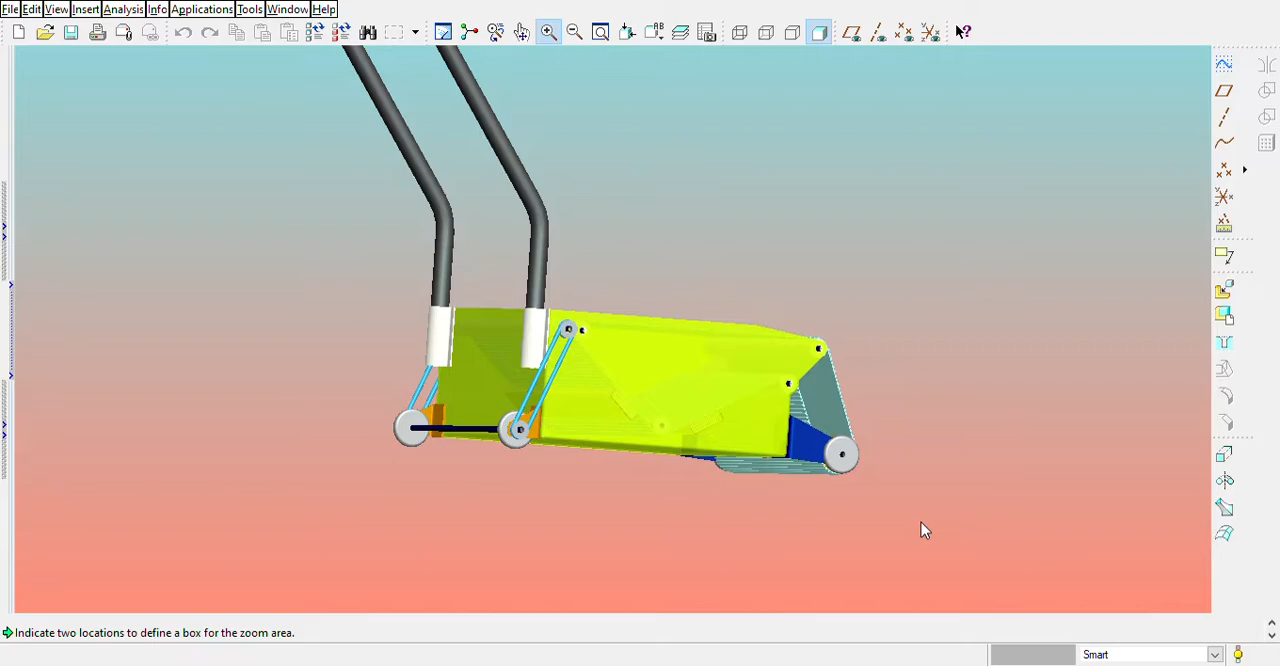 File Edit View Insert Analysis Info Applications Tools Window Help
Indicate two locations to define a box for the zoom area.
Smart